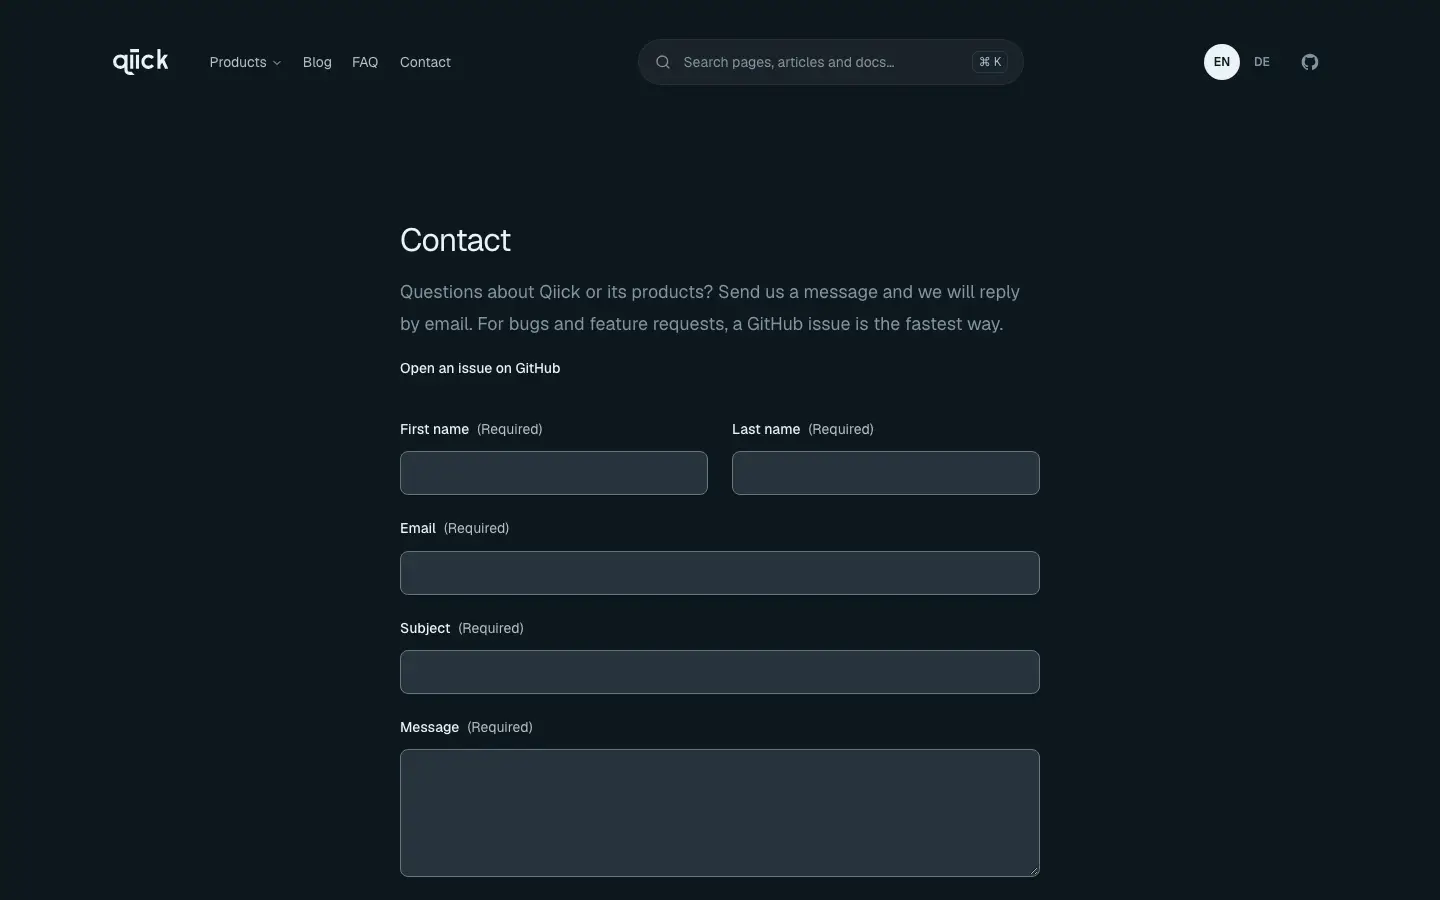 qiick
Products
Blog
FAQ
Contact
Search pages, articles and docs...
⌘ K
EN
DE
Contact
Questions about Qiick or its products? Send us a message and we will reply
by email. For bugs and feature requests, a GitHub issue is the fastest way.
Open an issue on GitHub
First name (Required)
Last name (Required)
Email (Required)
Subject (Required)
Message (Required)